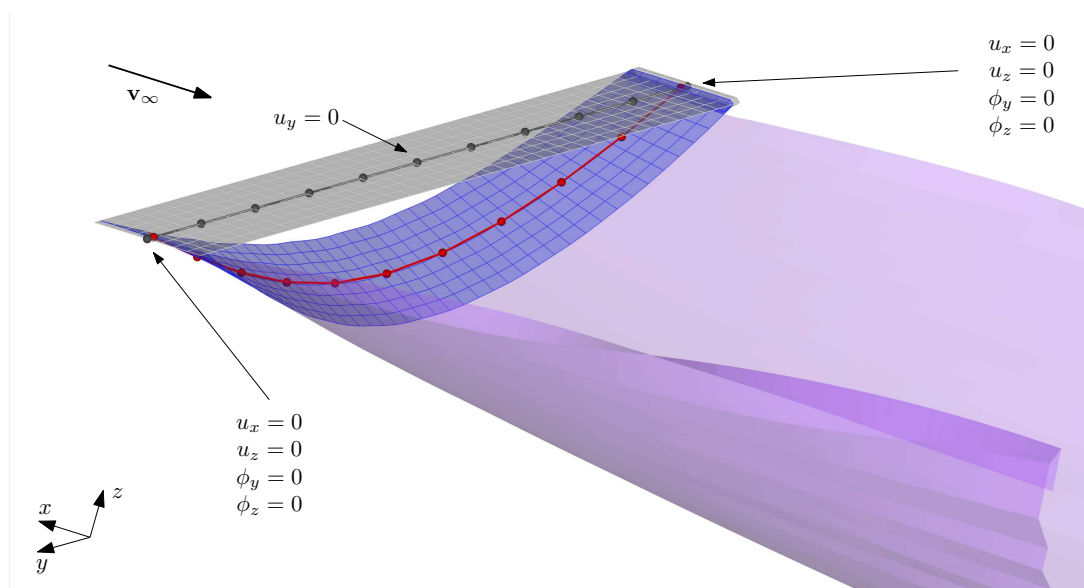 u_x = 0
u_z = 0
ϕ_y = 0
ϕ_z = 0
v_∞
u_y = 0
u_x = 0
u_z = 0
ϕ_y = 0
ϕ_z = 0
z
x
y